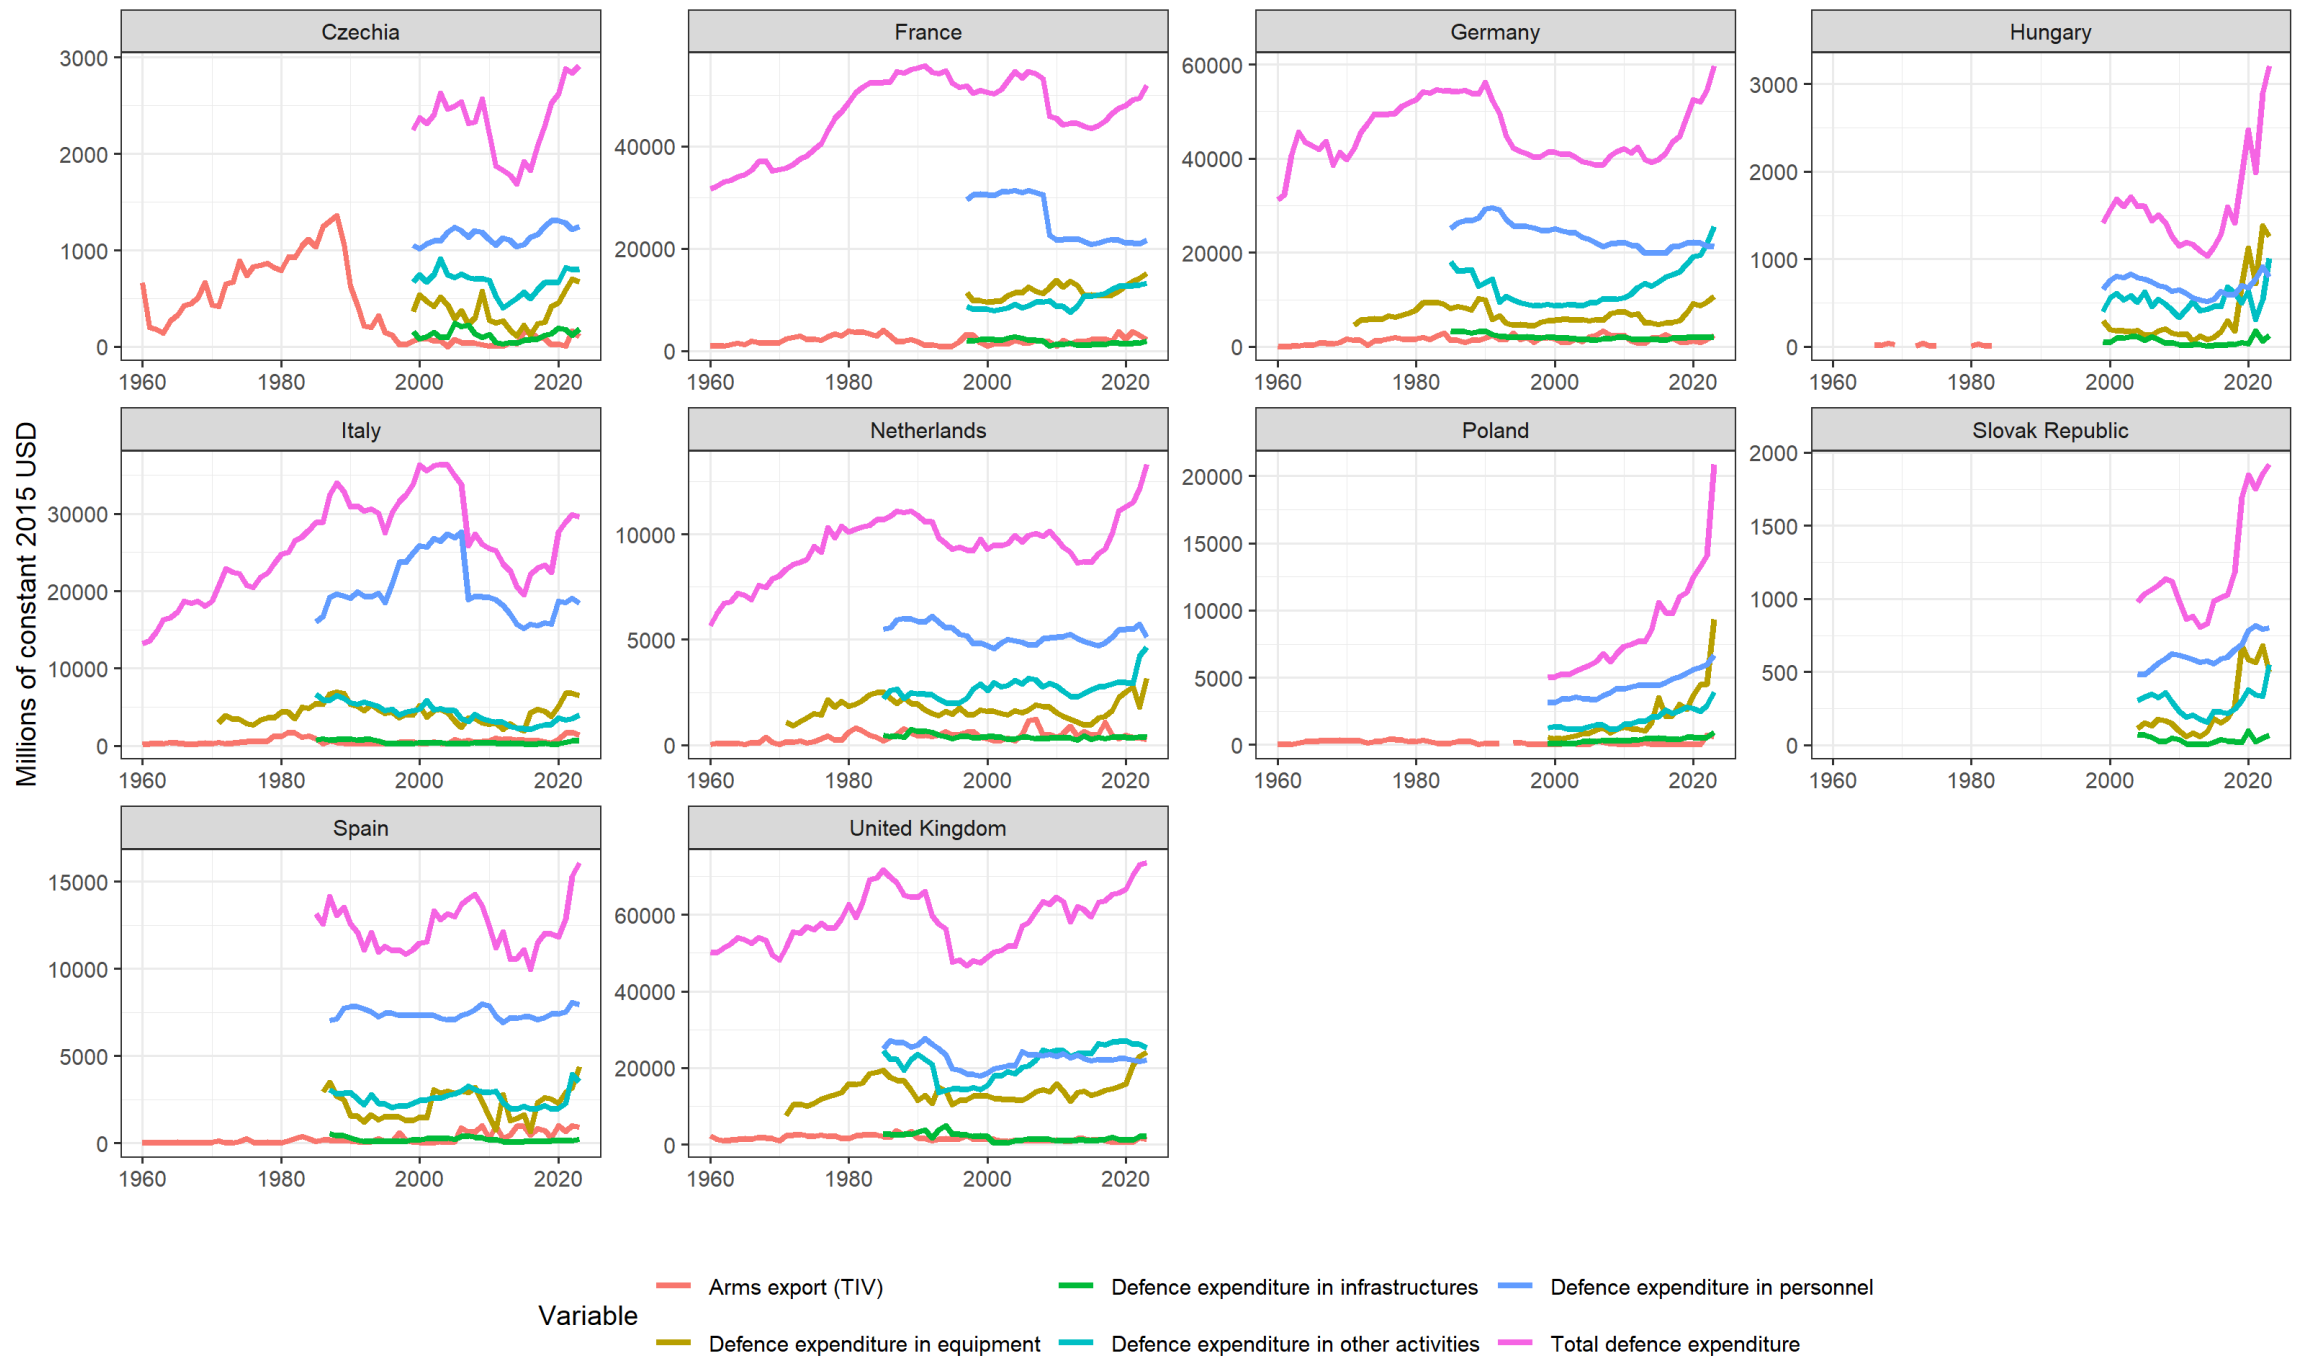 Czechia
France
Germany
Hungary
3000
2000
1000
0
1960 1980 2000 2020
40000
20000
0
1960 1980 2000 2020
60000
40000
20000
0
1960 1980 2000 2020
3000
2000
1000
0
1960 1980 2000 2020
Millions of constant 2015 USD
Italy
Netherlands
Poland
Slovak Republic
30000
20000
10000
0
1960 1980 2000 2020
10000
5000
0
1960 1980 2000 2020
20000
15000
10000
5000
0
1960 1980 2000 2020
2000
1500
1000
500
0
1960 1980 2000 2020
Spain
United Kingdom
15000
10000
5000
0
1960 1980 2000 2020
60000
40000
20000
0
1960 1980 2000 2020
Variable
Arms export (TIV)
Defence expenditure in infrastructures
Defence expenditure in personnel
Defence expenditure in equipment
Defence expenditure in other activities
Total defence expenditure